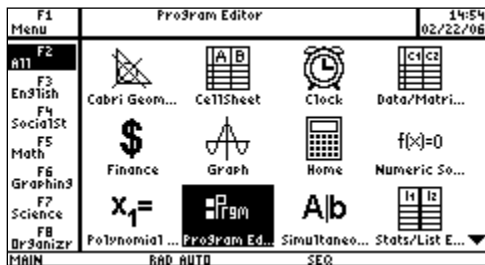 F1
Menu
Program Editor
14:54
02/22/06
F2
All
F3
English
F4
SocialSt
F5
Math
F6
Graphing
F7
Science
F8
Organizr
A B
C1 C2
Cabri Geom...
CellSheet
Clock
Data/Matri...
$
f(x)=0
Finance
Graph
Home
Numeric So...
x₁=
Prgm
A|b
l1 l2
Polynomial ...
Program Ed...
Simultaneo...
Stats/List E...
MAIN RAD AUTO SEQ